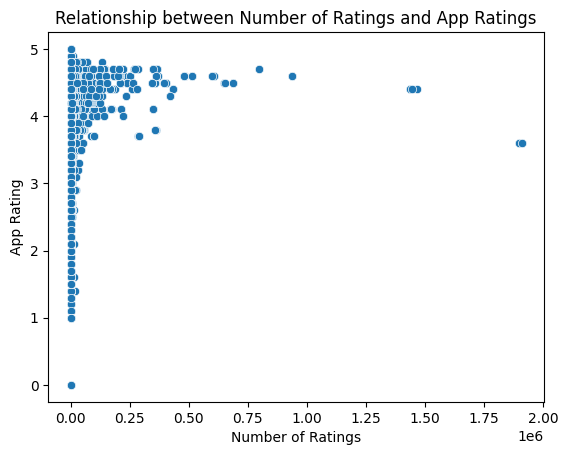 Relationship between Number of Ratings and App Ratings
App Rating
5
4
3
2
1
0
0.00 0.25 0.50 0.75 1.00 1.25 1.50 1.75 2.00
1e6
Number of Ratings